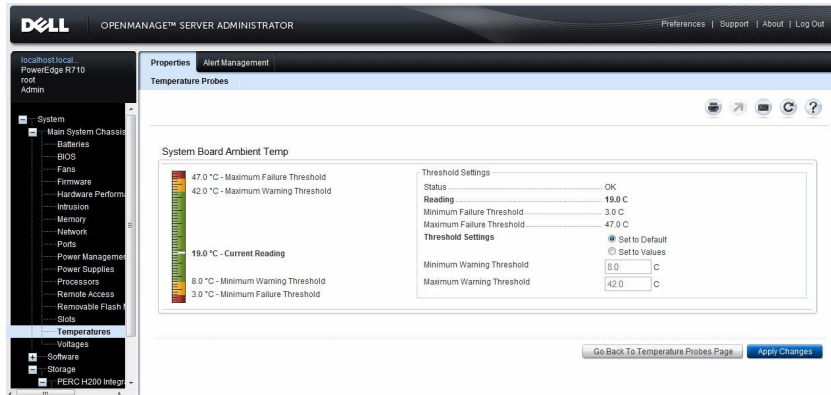 DELL OPENMANAGE™ SERVER ADMINISTRATOR Preferences | Support | About | Log Out
localhost.local...
PowerEdge R710
root
Admin
System
Main System Chassis
Batteries
BIOS
Fans
Firmware
Hardware Performa
Intrusion
Memory
Network
Ports
Power Managemen
Power Supplies
Processors
Remote Access
Removable Flash
Slots
Temperatures
Voltages
Software
Storage
PERC H200 Integr
Properties Alert Management
Temperature Probes
System Board Ambient Temp
47.0 °C - Maximum Failure Threshold
42.0 °C - Maximum Warning Threshold
19.0 °C - Current Reading
8.0 °C - Minimum Warning Threshold
3.0 °C - Minimum Failure Threshold
Threshold Settings
Status OK
Reading 19.0 C
Minimum Failure Threshold 3.0 C
Maximum Failure Threshold 47.0 C
Threshold Settings Set to Default
Set to Values
Minimum Warning Threshold 8.0 C
Maximum Warning Threshold 42.0 C
Go Back To Temperature Probes Page Apply Changes